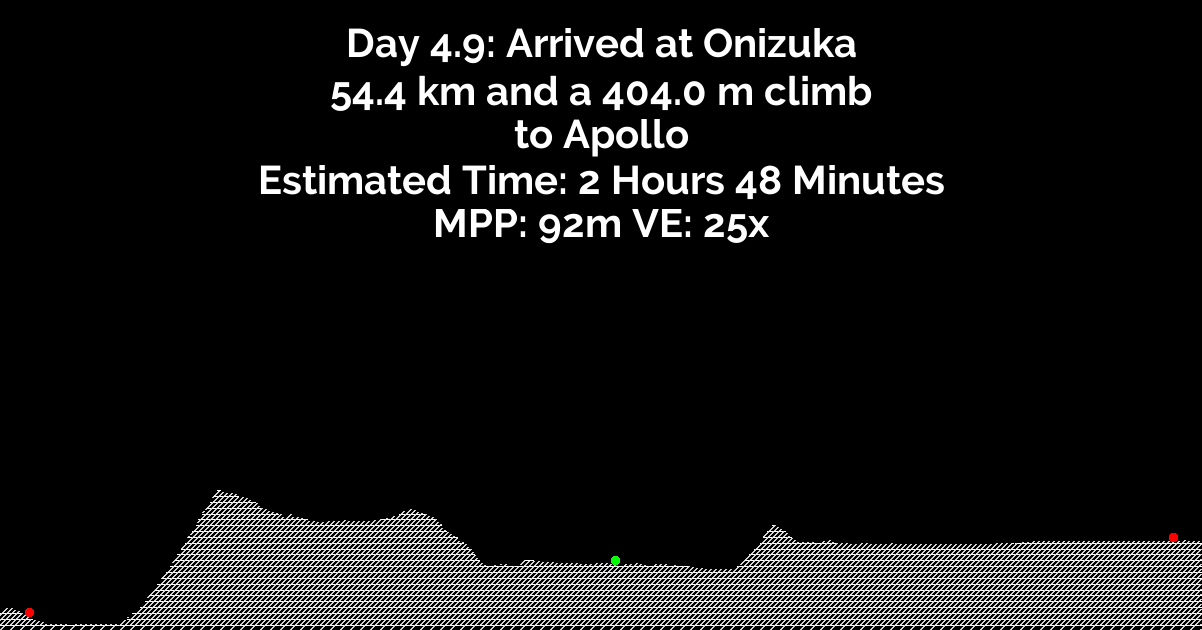 Day 4.9: Arrived at Onizuka
54.4 km and a 404.0 m climb
to Apollo
Estimated Time: 2 Hours 48 Minutes
MPP: 92m VE: 25x